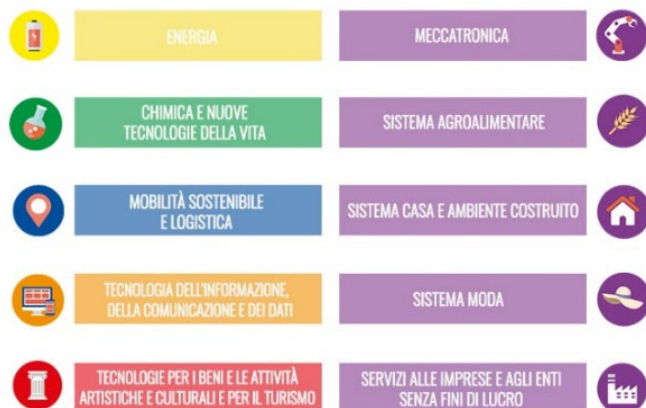 ENERGIA
MECCATRONICA
CHIMICA E NUOVE
TECNOLOGIE DELLA VITA
SISTEMA AGROALIMENTARE
MOBILITÀ SOSTENIBILE
E LOGISTICA
SISTEMA CASA E AMBIENTE COSTRUITO
TECNOLOGIA DELL'INFORMAZIONE,
DELLA COMUNICAZIONE E DEI DATI
SISTEMA MODA
TECNOLOGIE PER I BENI E LE ATTIVITÀ
ARTISTICHE E CULTURALI E PER IL TURISMO
SERVIZI ALLE IMPRESE E AGLI ENTI
SENZA FINI DI LUCRO